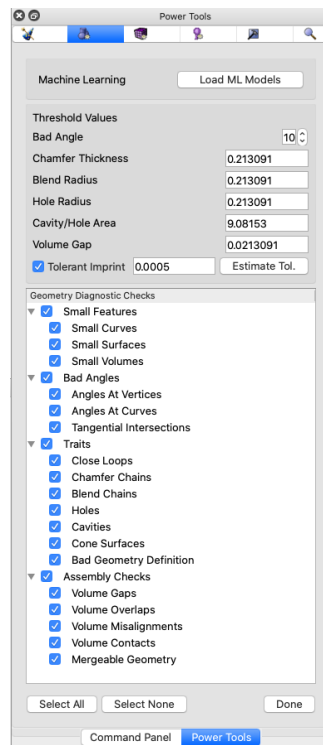 Power Tools
Machine Learning
Load ML Models
Threshold Values
Bad Angle 10
Chamfer Thickness 0.213091
Blend Radius 0.213091
Hole Radius 0.213091
Cavity/Hole Area 9.08153
Volume Gap 0.0213091
Tolerant Imprint 0.0005 Estimate Tol.
Geometry Diagnostic Checks
Small Features
Small Curves
Small Surfaces
Small Volumes
Bad Angles
Angles At Vertices
Angles At Curves
Tangential Intersections
Traits
Close Loops
Chamfer Chains
Blend Chains
Holes
Cavities
Cone Surfaces
Bad Geometry Definition
Assembly Checks
Volume Gaps
Volume Overlaps
Volume Misalignments
Volume Contacts
Mergeable Geometry
Select All Select None Done
Command Panel Power Tools